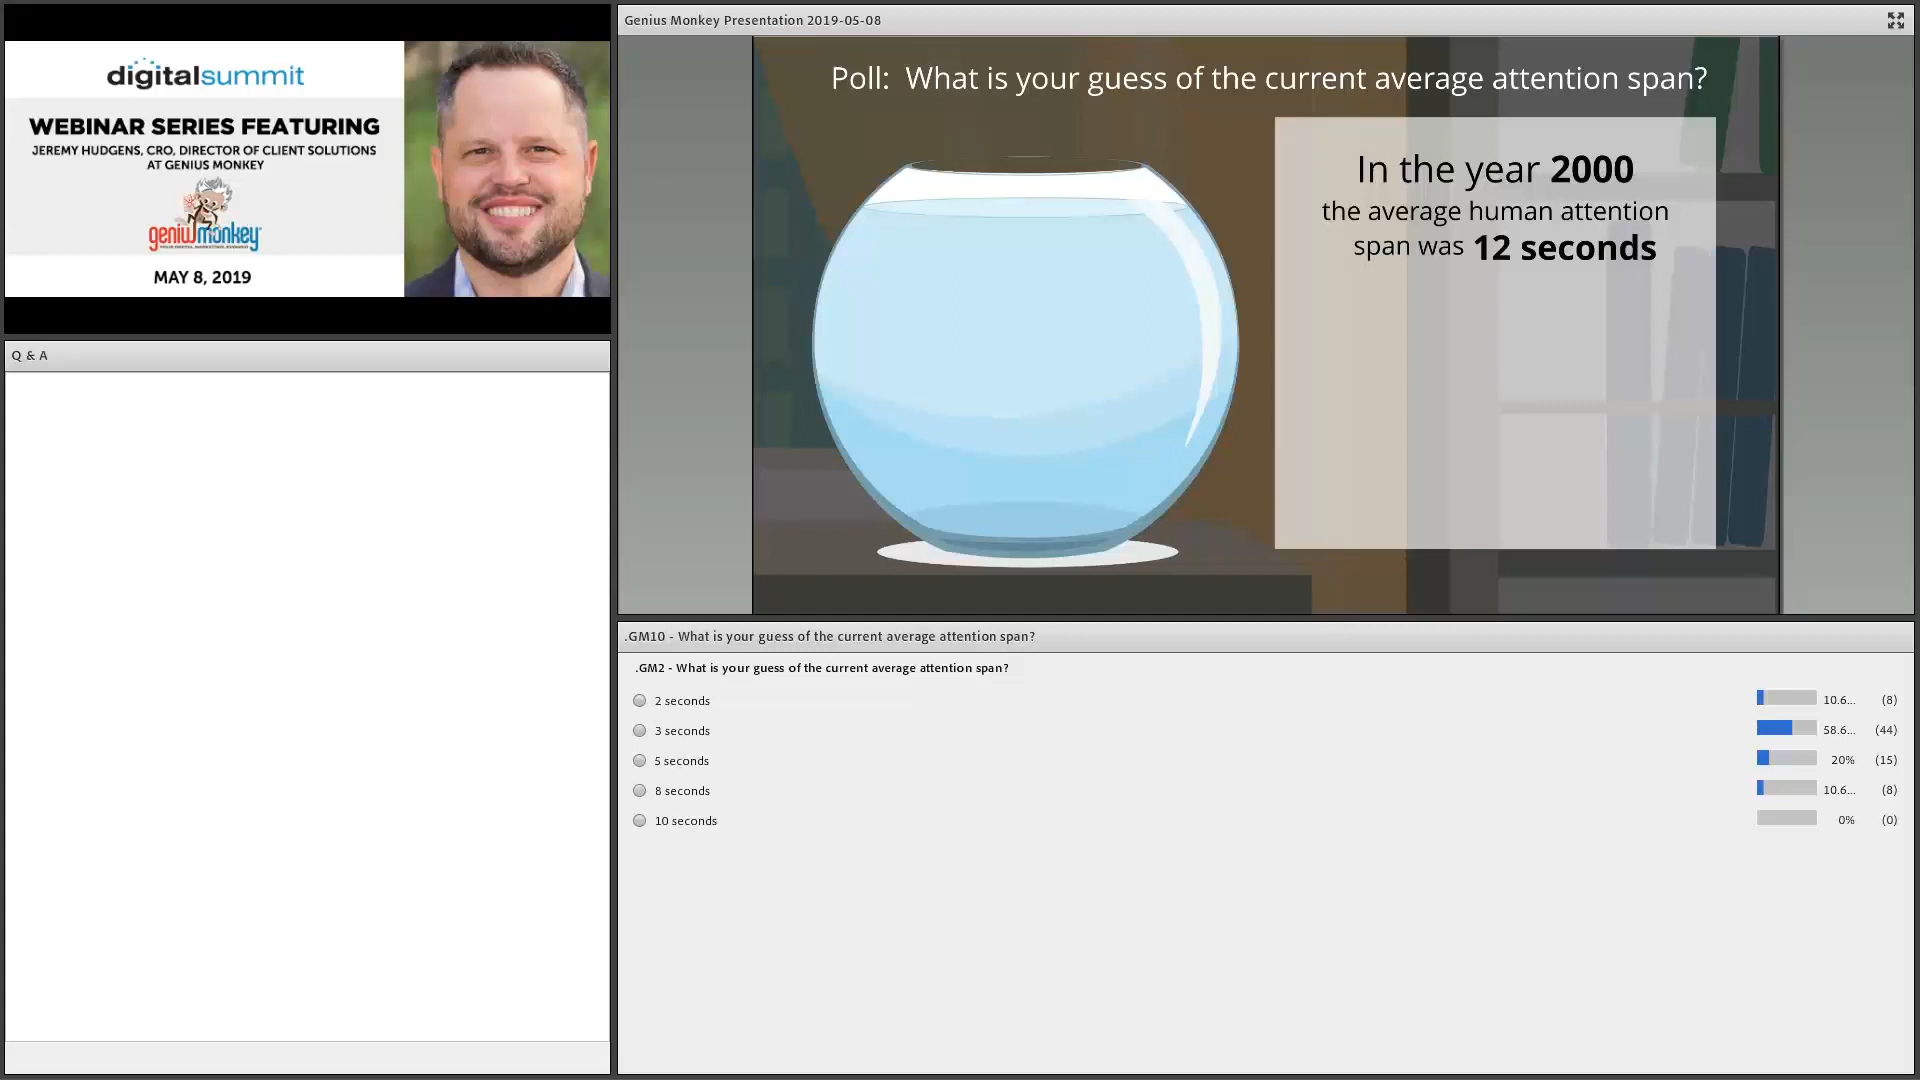 digitalsummit
WEBINAR SERIES FEATURING
JEREMY HUDGENS, CRO, DIRECTOR OF CLIENT SOLUTIONS
AT GENIUS MONKEY
geniusmonkey
MAY 8, 2019
Q & A
Genius Monkey Presentation 2019-05-08
Poll: What is your guess of the current average attention span?
In the year 2000
the average human attention
span was 12 seconds
.GM10 - What is your guess of the current average attention span?
.GM2 - What is your guess of the current average attention span?
2 seconds 10.6... (8)
3 seconds 58.6... (44)
5 seconds 20% (15)
8 seconds 10.6... (8)
10 seconds 0% (0)